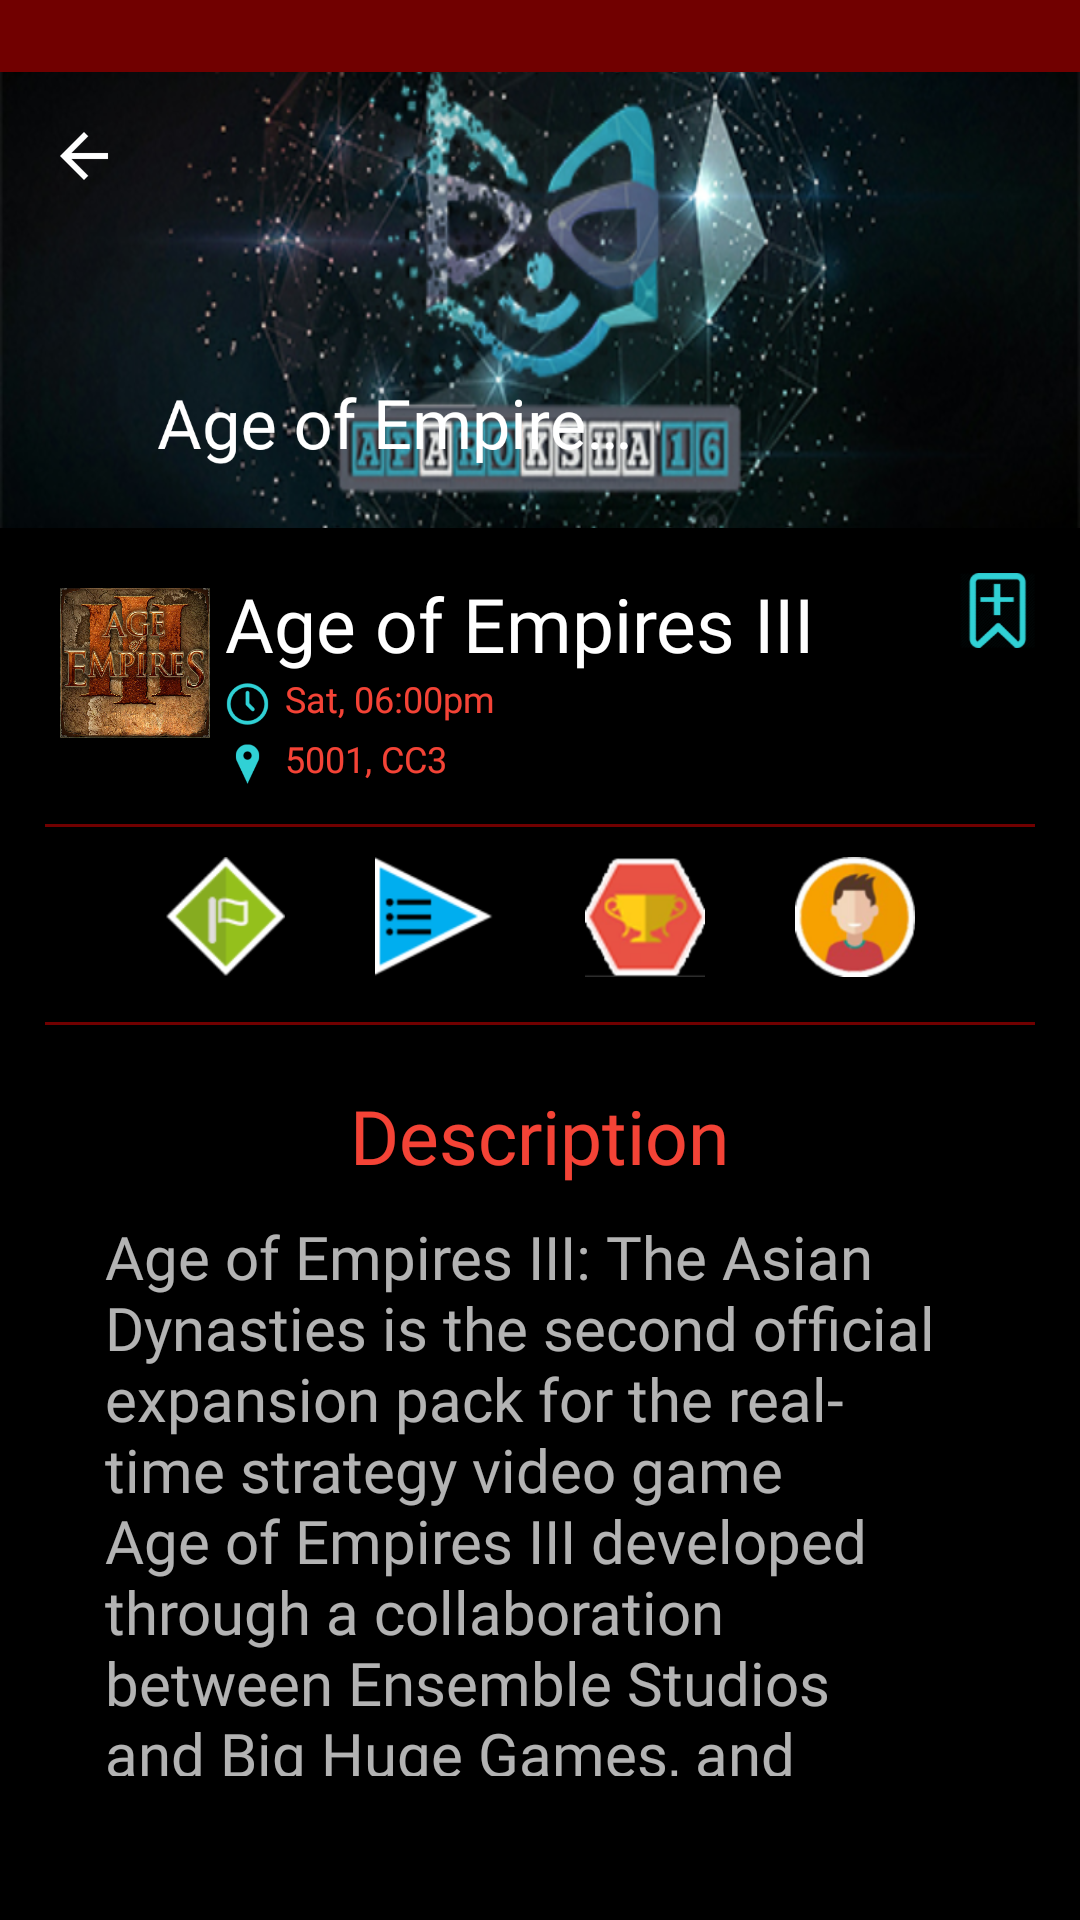 Age of Empire...
APAROKSHA'16
AGE
of
EMPIRES
III
Age of Empires III
Sat, 06:00pm
5001, CC3
Description
Age of Empires III: The Asian
Dynasties is the second official
expansion pack for the real-
time strategy video game
Age of Empires III developed
through a collaboration
between Ensemble Studios
and Big Huge Games, and